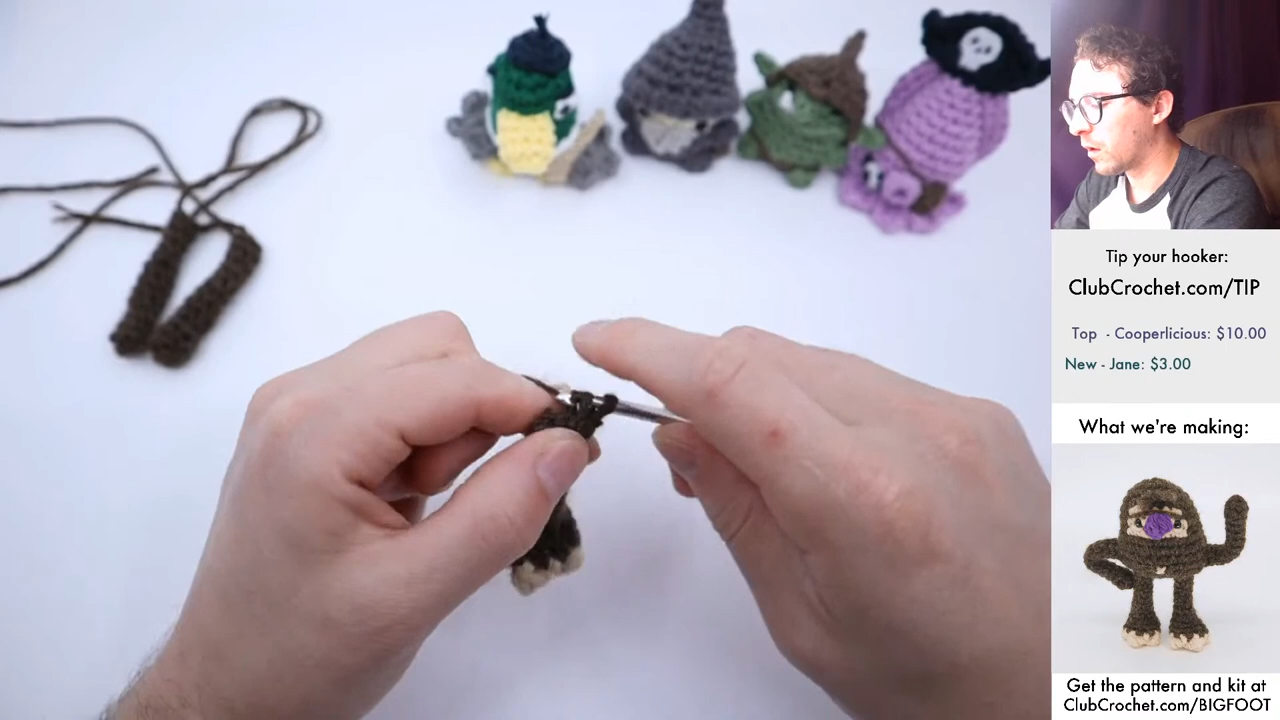 Tip your hooker:
ClubCrochet.com/TIP
Top - Cooperlicious: $10.00
New - Jane: $3.00
What we're making:
Get the pattern and kit at
ClubCrochet.com/BIGFOOT